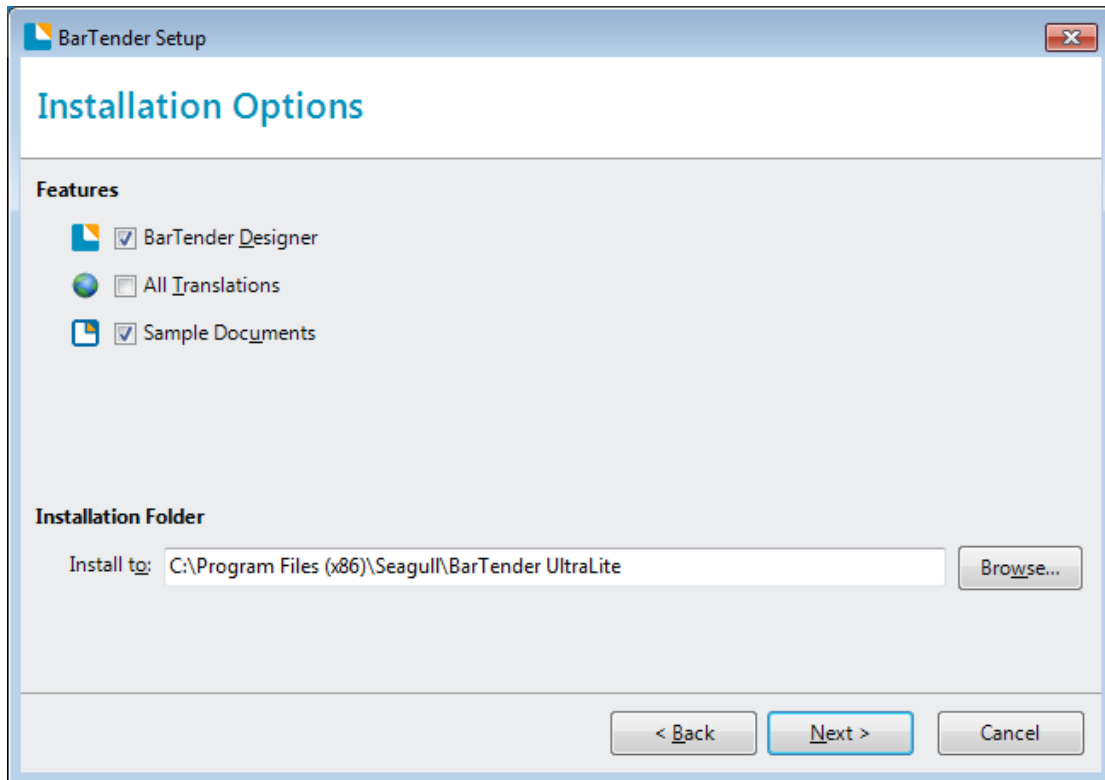 BarTender Setup
Installation Options
Features
BarTender Designer
All Translations
Sample Documents
Installation Folder
Install to: C:\Program Files (x86)\Seagull\BarTender UltraLite Browse...
< Back Next > Cancel